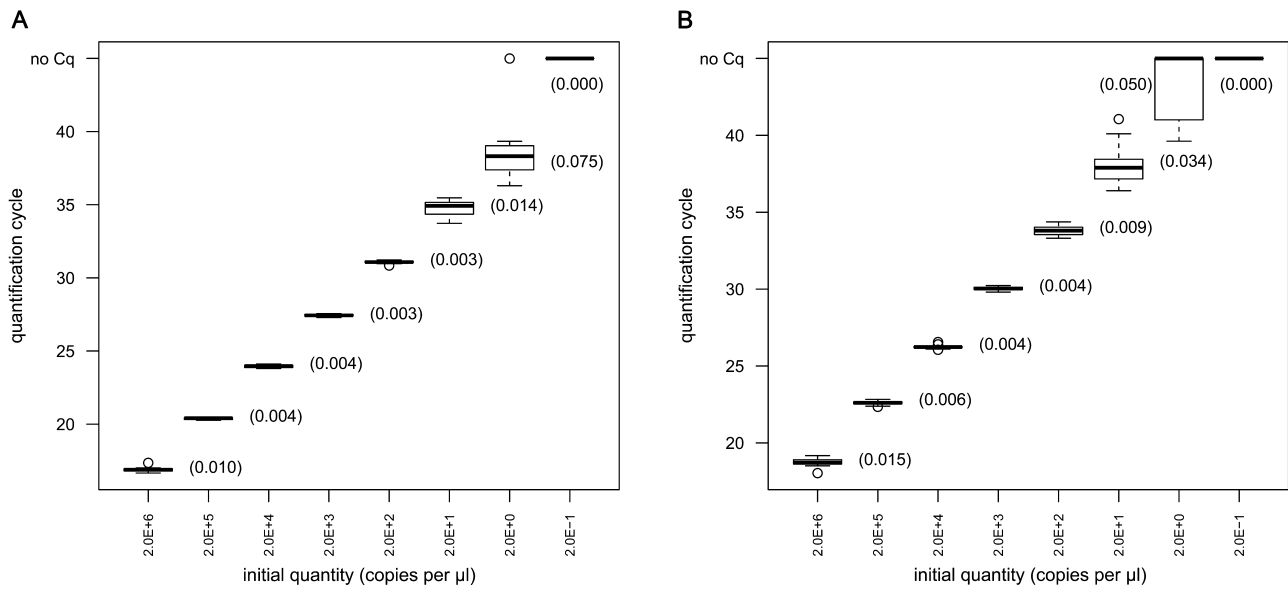 A
no Cq
40
35
30
25
20
quantification cycle
(0.010)
(0.004)
(0.004)
(0.003)
(0.003)
(0.014)
(0.075)
(0.000)
2.0E+6
2.0E+5
2.0E+4
2.0E+3
2.0E+2
2.0E+1
2.0E+0
2.0E−1
initial quantity (copies per µl)
B
no Cq
40
35
30
25
20
quantification cycle
(0.015)
(0.006)
(0.004)
(0.004)
(0.009)
(0.034)
(0.050)
(0.000)
2.0E+6
2.0E+5
2.0E+4
2.0E+3
2.0E+2
2.0E+1
2.0E+0
2.0E−1
initial quantity (copies per µl)